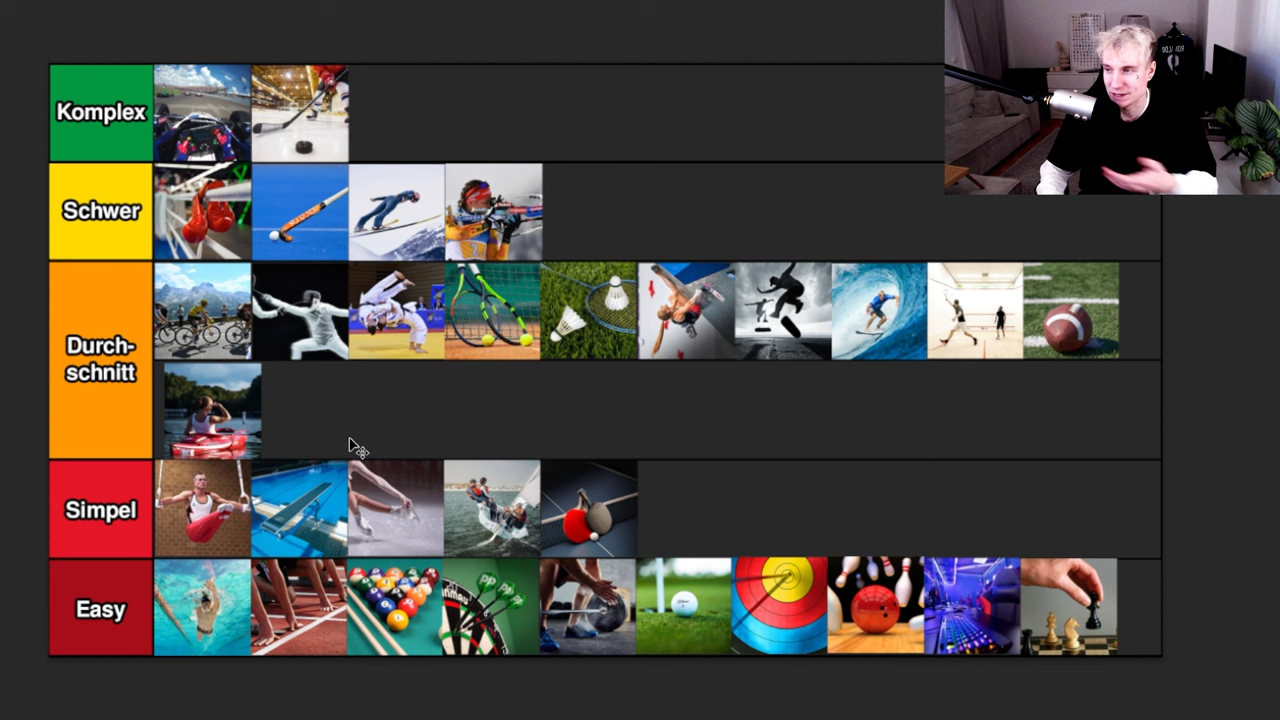 Komplex
Schwer
Durch-
schnitt
Simpel
Easy